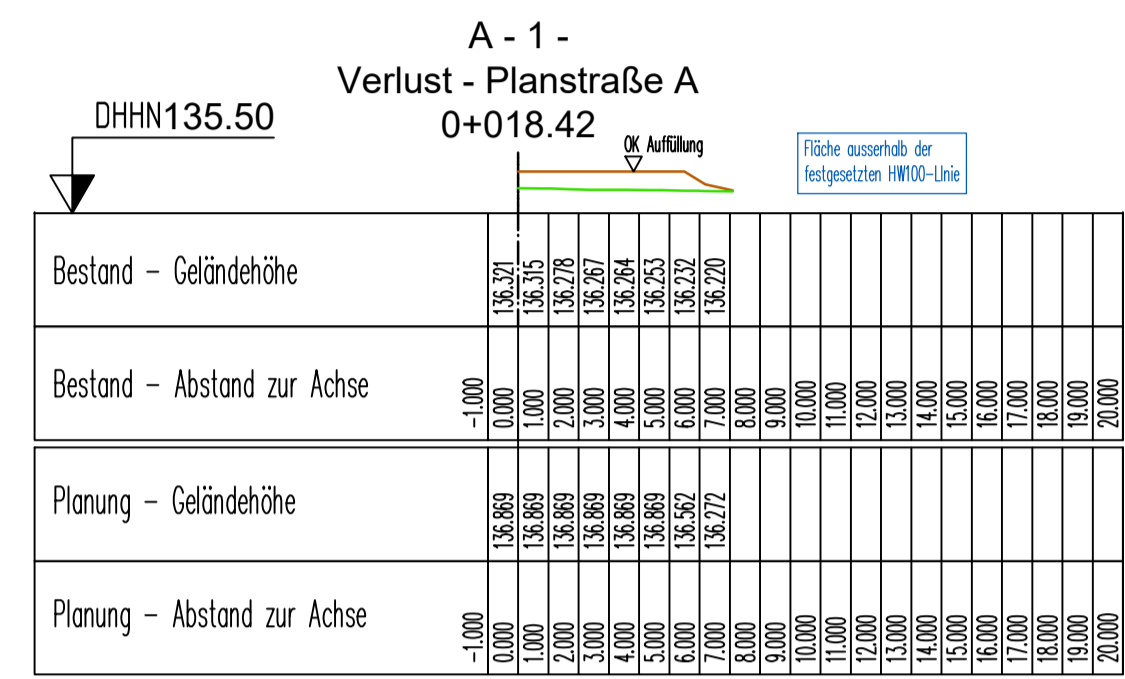 A - 1 -
Verlust - Planstraße A
0+018.42
DHHN135.50
OK Auffüllung
Fläche ausserhalb der
festgesetzten HW100-LInie
Bestand - Geländehöhe
136.321 136.315 136.278 136.267 136.264 136.253 136.232 136.220
Bestand - Abstand zur Achse
-1.000 0.000 1.000 2.000 3.000 4.000 5.000 6.000 7.000 8.000 9.000 10.000 11.000 12.000 13.000 14.000 15.000 16.000 17.000 18.000 19.000 20.000
Planung - Geländehöhe
136.869 136.869 136.869 136.869 136.869 136.869 136.562 136.272
Planung - Abstand zur Achse
-1.000 0.000 1.000 2.000 3.000 4.000 5.000 6.000 7.000 8.000 9.000 10.000 11.000 12.000 13.000 14.000 15.000 16.000 17.000 18.000 19.000 20.000